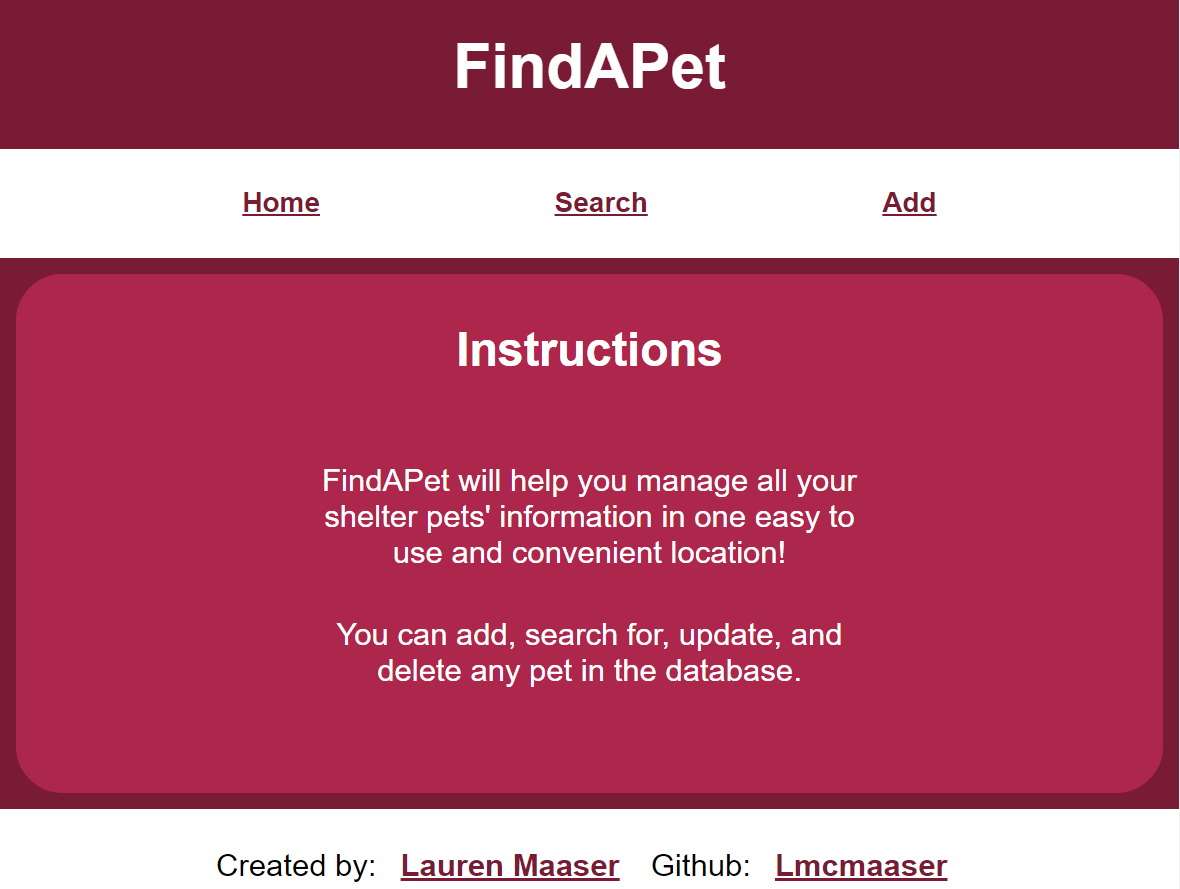 FindAPet
Home Search Add
Instructions
FindAPet will help you manage all your
shelter pets' information in one easy to
use and convenient location!
You can add, search for, update, and
delete any pet in the database.
Created by: Lauren Maaser Github: Lmcmaaser